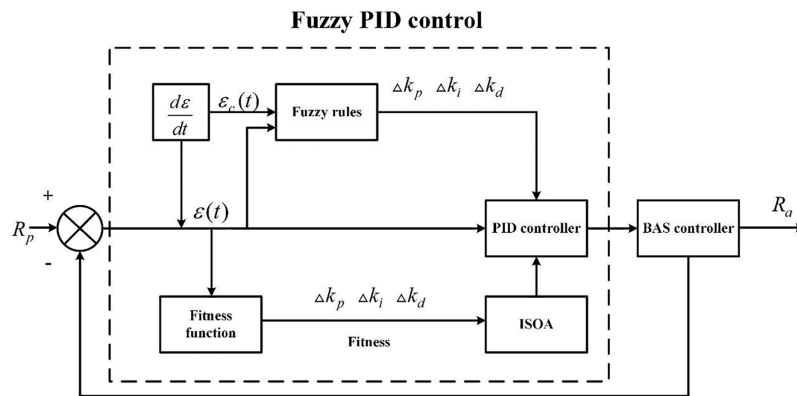 Fuzzy PID control
dε/dt
ε_c(t)
Fuzzy rules
△k_p △k_i △k_d
+
R_p
-
ε(t)
PID controller
BAS controller
R_a
Fitness function
△k_p △k_i △k_d
Fitness
ISOA